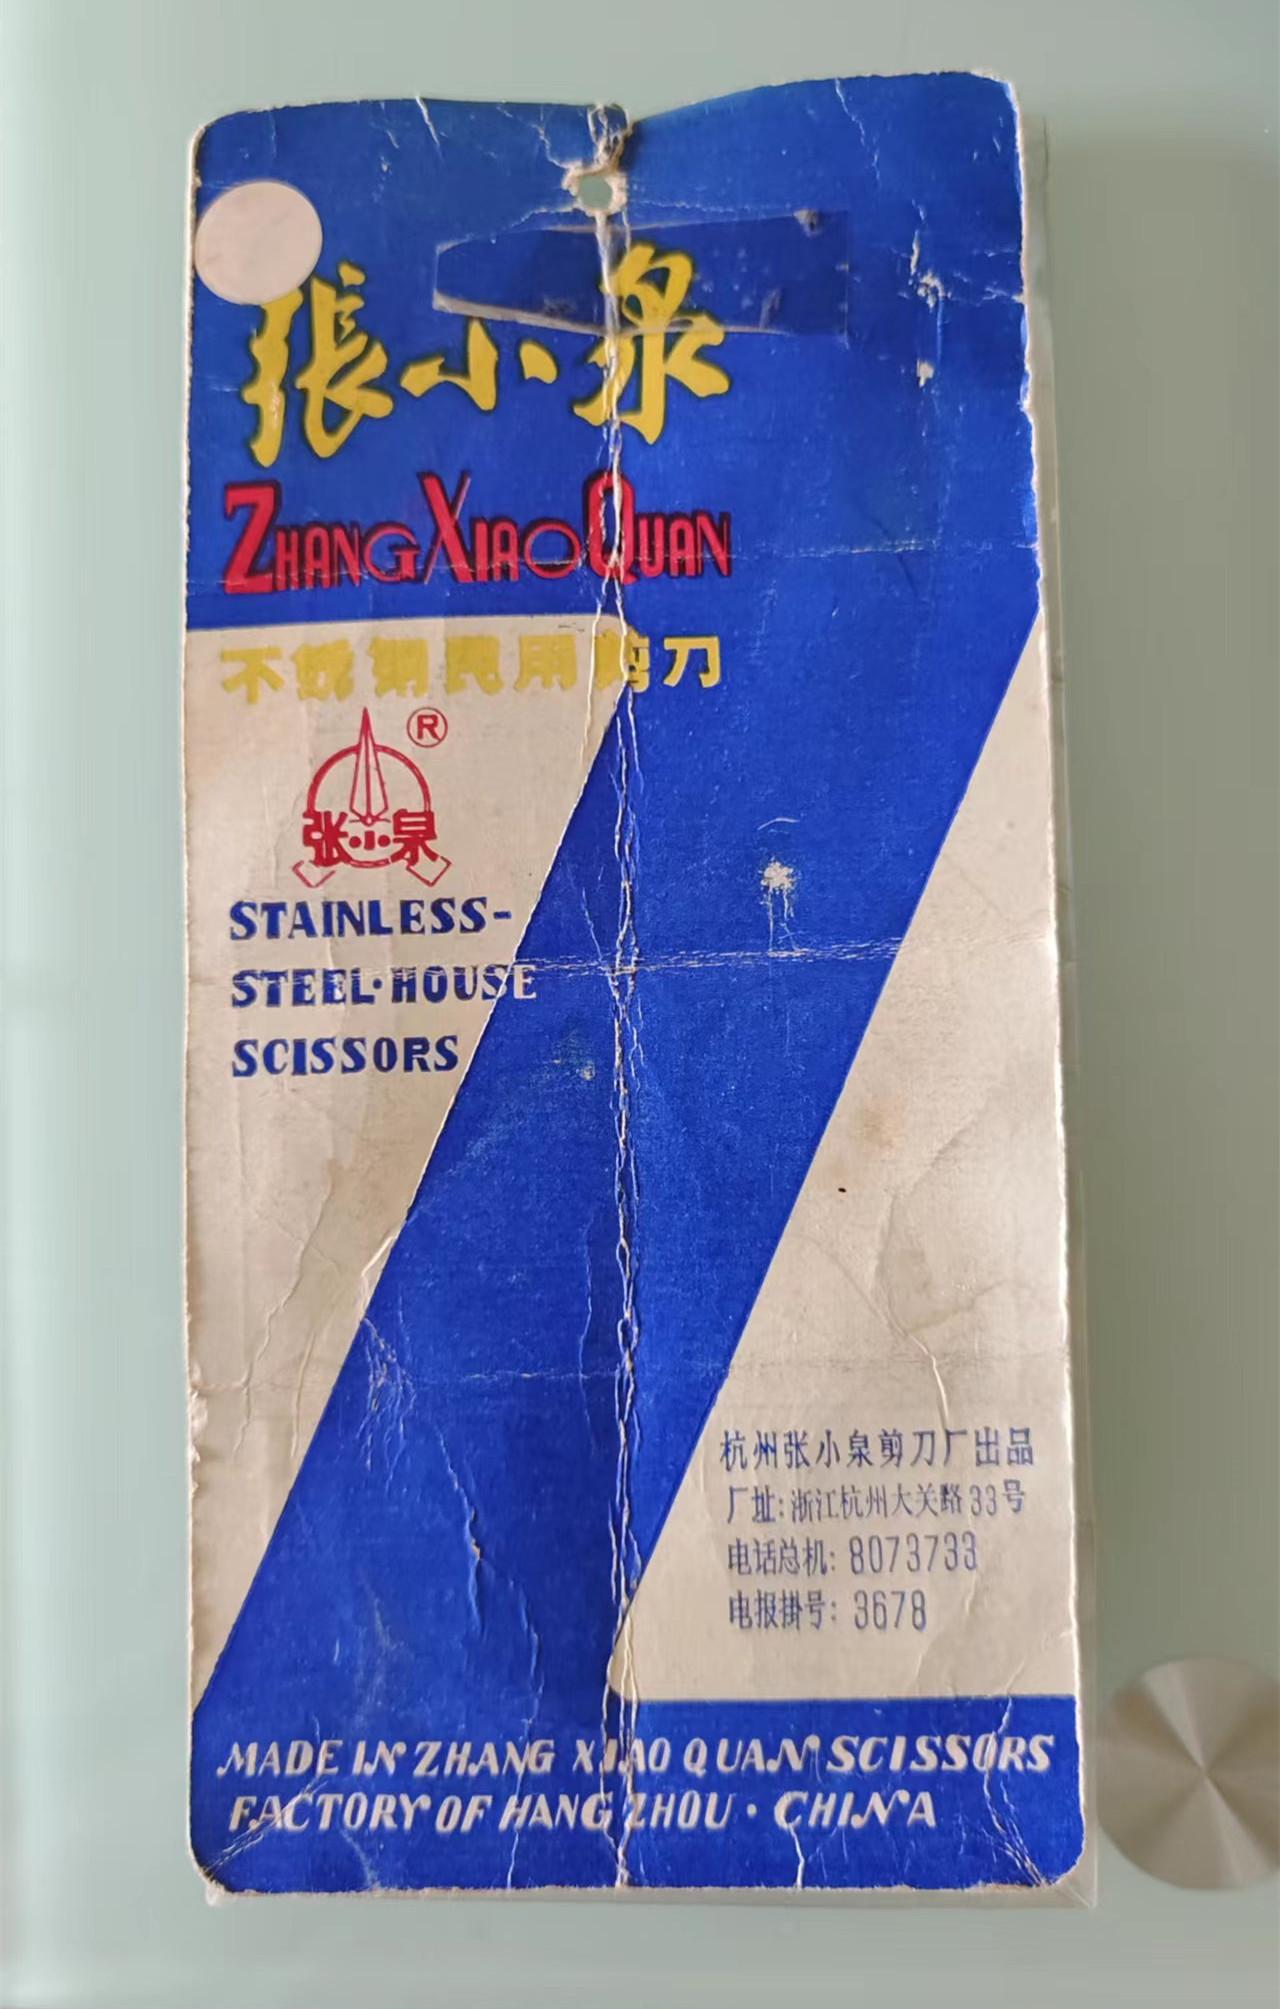 張小泉
ZHANG XIAO QUAN
不锈钢民用剪刀
®
张小泉
STAINLESS-
STEEL·HOUSE
SCISSORS
杭州张小泉剪刀厂出品
厂址:浙江杭州大关路33号
电话总机:8073733
电报掛号:3678
MADE IN ZHANG XIAO QUAN SCISSORS
FACTORY OF HANG ZHOU·CHINA